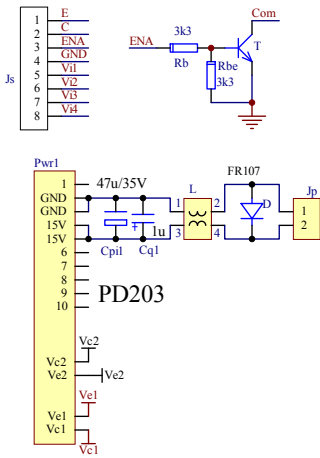 1 E
2 C
3 ENA
4 GND
5 Vi1
6 Vi2
7 Vi3
8 Vi4
Js
Com
3k3
ENA
T
Rb
Rbe
3k3
Pwr1
1
47u/35V
GND
GND
15V
15V
6
7
8
9
10
1u
Cpi1
Cq1
L
1 2
3 4
FR107
D
Jp
1
2
PD203
Vc2
Vc2
Ve2
Ve2
Ve1
Ve1
Vc1
Vc1